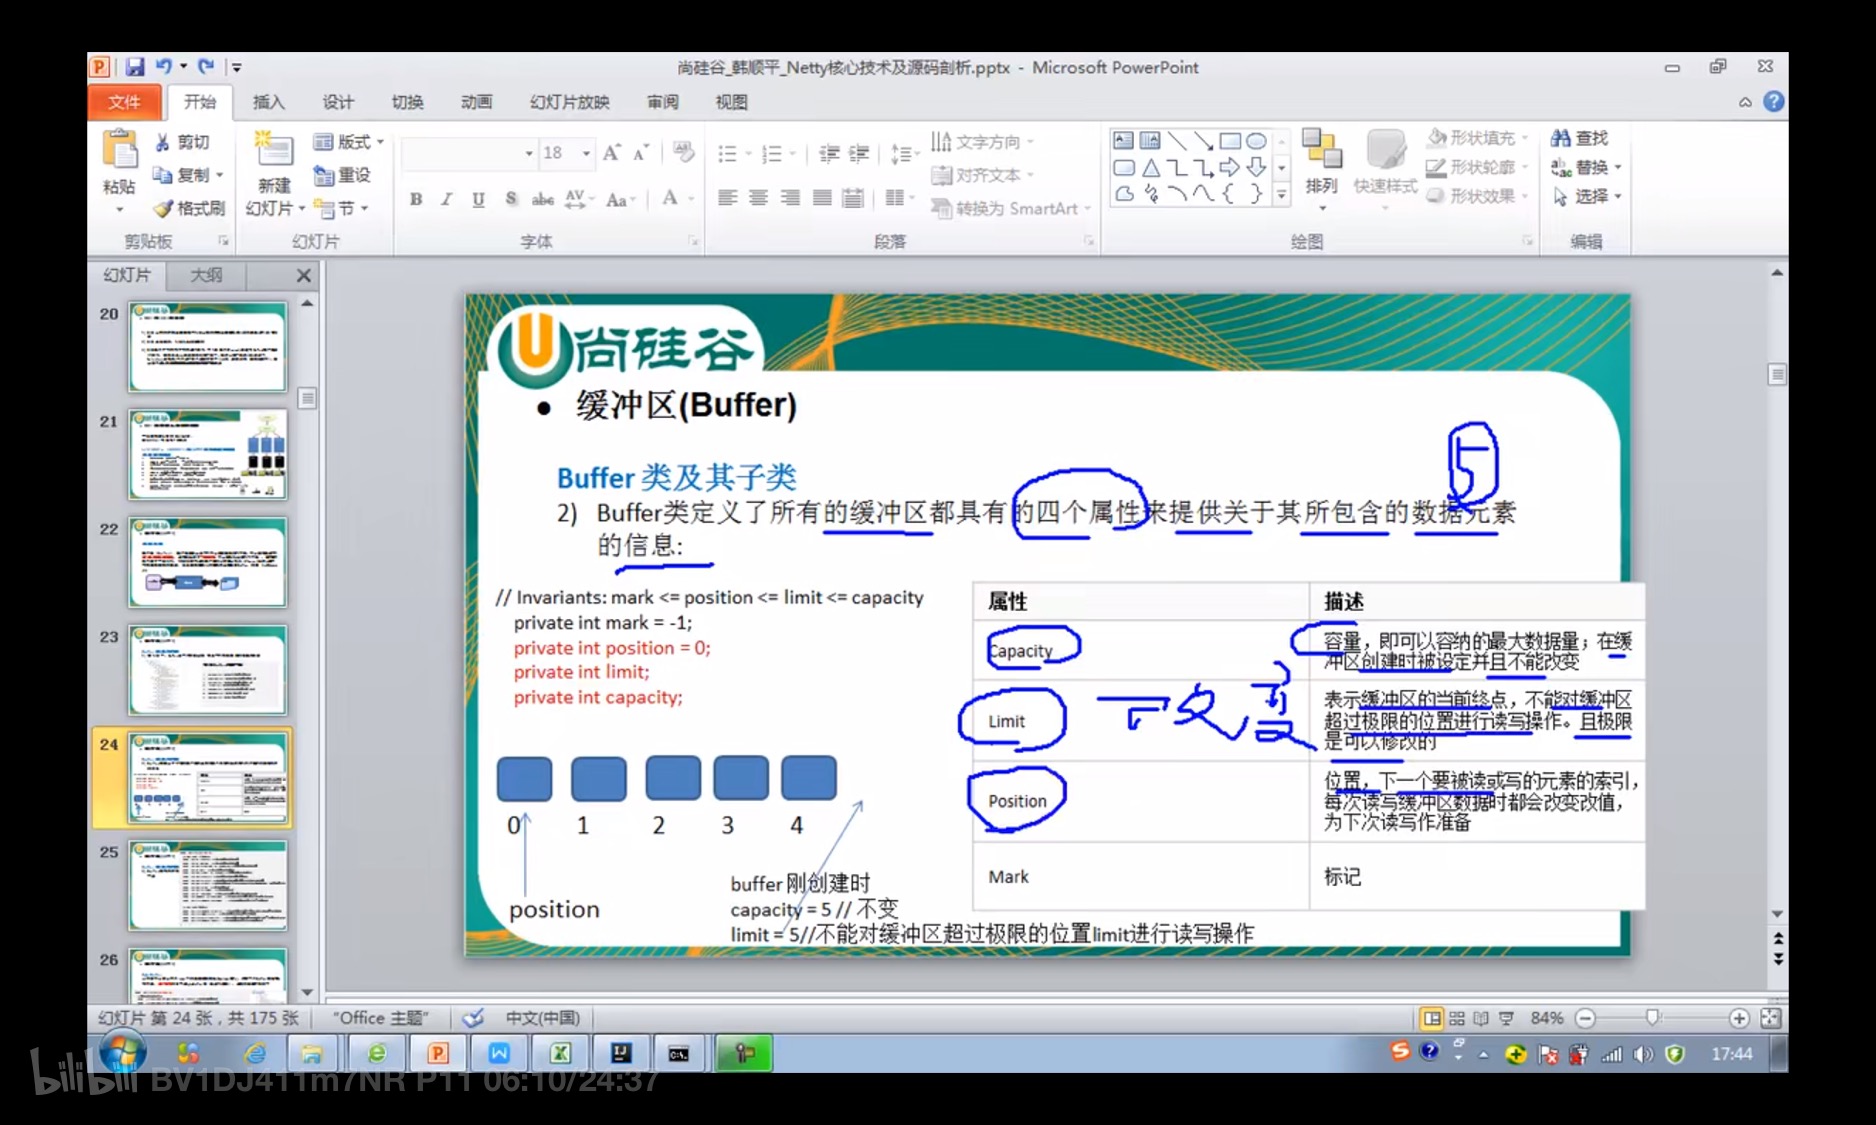 尚硅谷_韩顺平_Netty核心技术及源码剖析.pptx - Microsoft PowerPoint
文件 开始 插入 设计 切换 动画 幻灯片放映 审阅 视图
粘贴
剪切
复制
格式刷
剪贴板
新建
幻灯片
版式
重设
节
幻灯片
18
B I U S abc AV Aa A
字体
文字方向
对齐文本
转换为 SmartArt
段落
排列
快速样式
形状填充
形状轮廓
形状效果
绘图
查找
替换
选择
编辑
幻灯片 大纲
20
21
22
23
24
25
26
尚硅谷
• 缓冲区(Buffer)
5
Buffer 类及其子类
2) Buffer类定义了所有的缓冲区都具有的四个属性来提供关于其所包含的数据元素
的信息:
// Invariants: mark <= position <= limit <= capacity
private int mark = -1;
private int position = 0;
private int limit;
private int capacity;
0 1 2 3 4
position
buffer 刚创建时
capacity = 5 // 不变
limit = 5//不能对缓冲区超过极限的位置limit进行读写操作
属性 描述
Capacity 容量，即可以容纳的最大数据量；在缓
冲区创建时被设定并且不能改变
Limit 表示缓冲区的当前终点，不能对缓冲区
超过极限的位置进行读写操作。且极限
是可以修改的
Position 位置，下一个要被读或写的元素的索引，
每次读写缓冲区数据时都会改变改值，
为下次读写作准备
Mark 标记
幻灯片 第 24 张，共 175 张 "Office 主题" 中文(中国) 84%
17:44
bilibili BV1DJ411m7NR P11 06:10/24:37